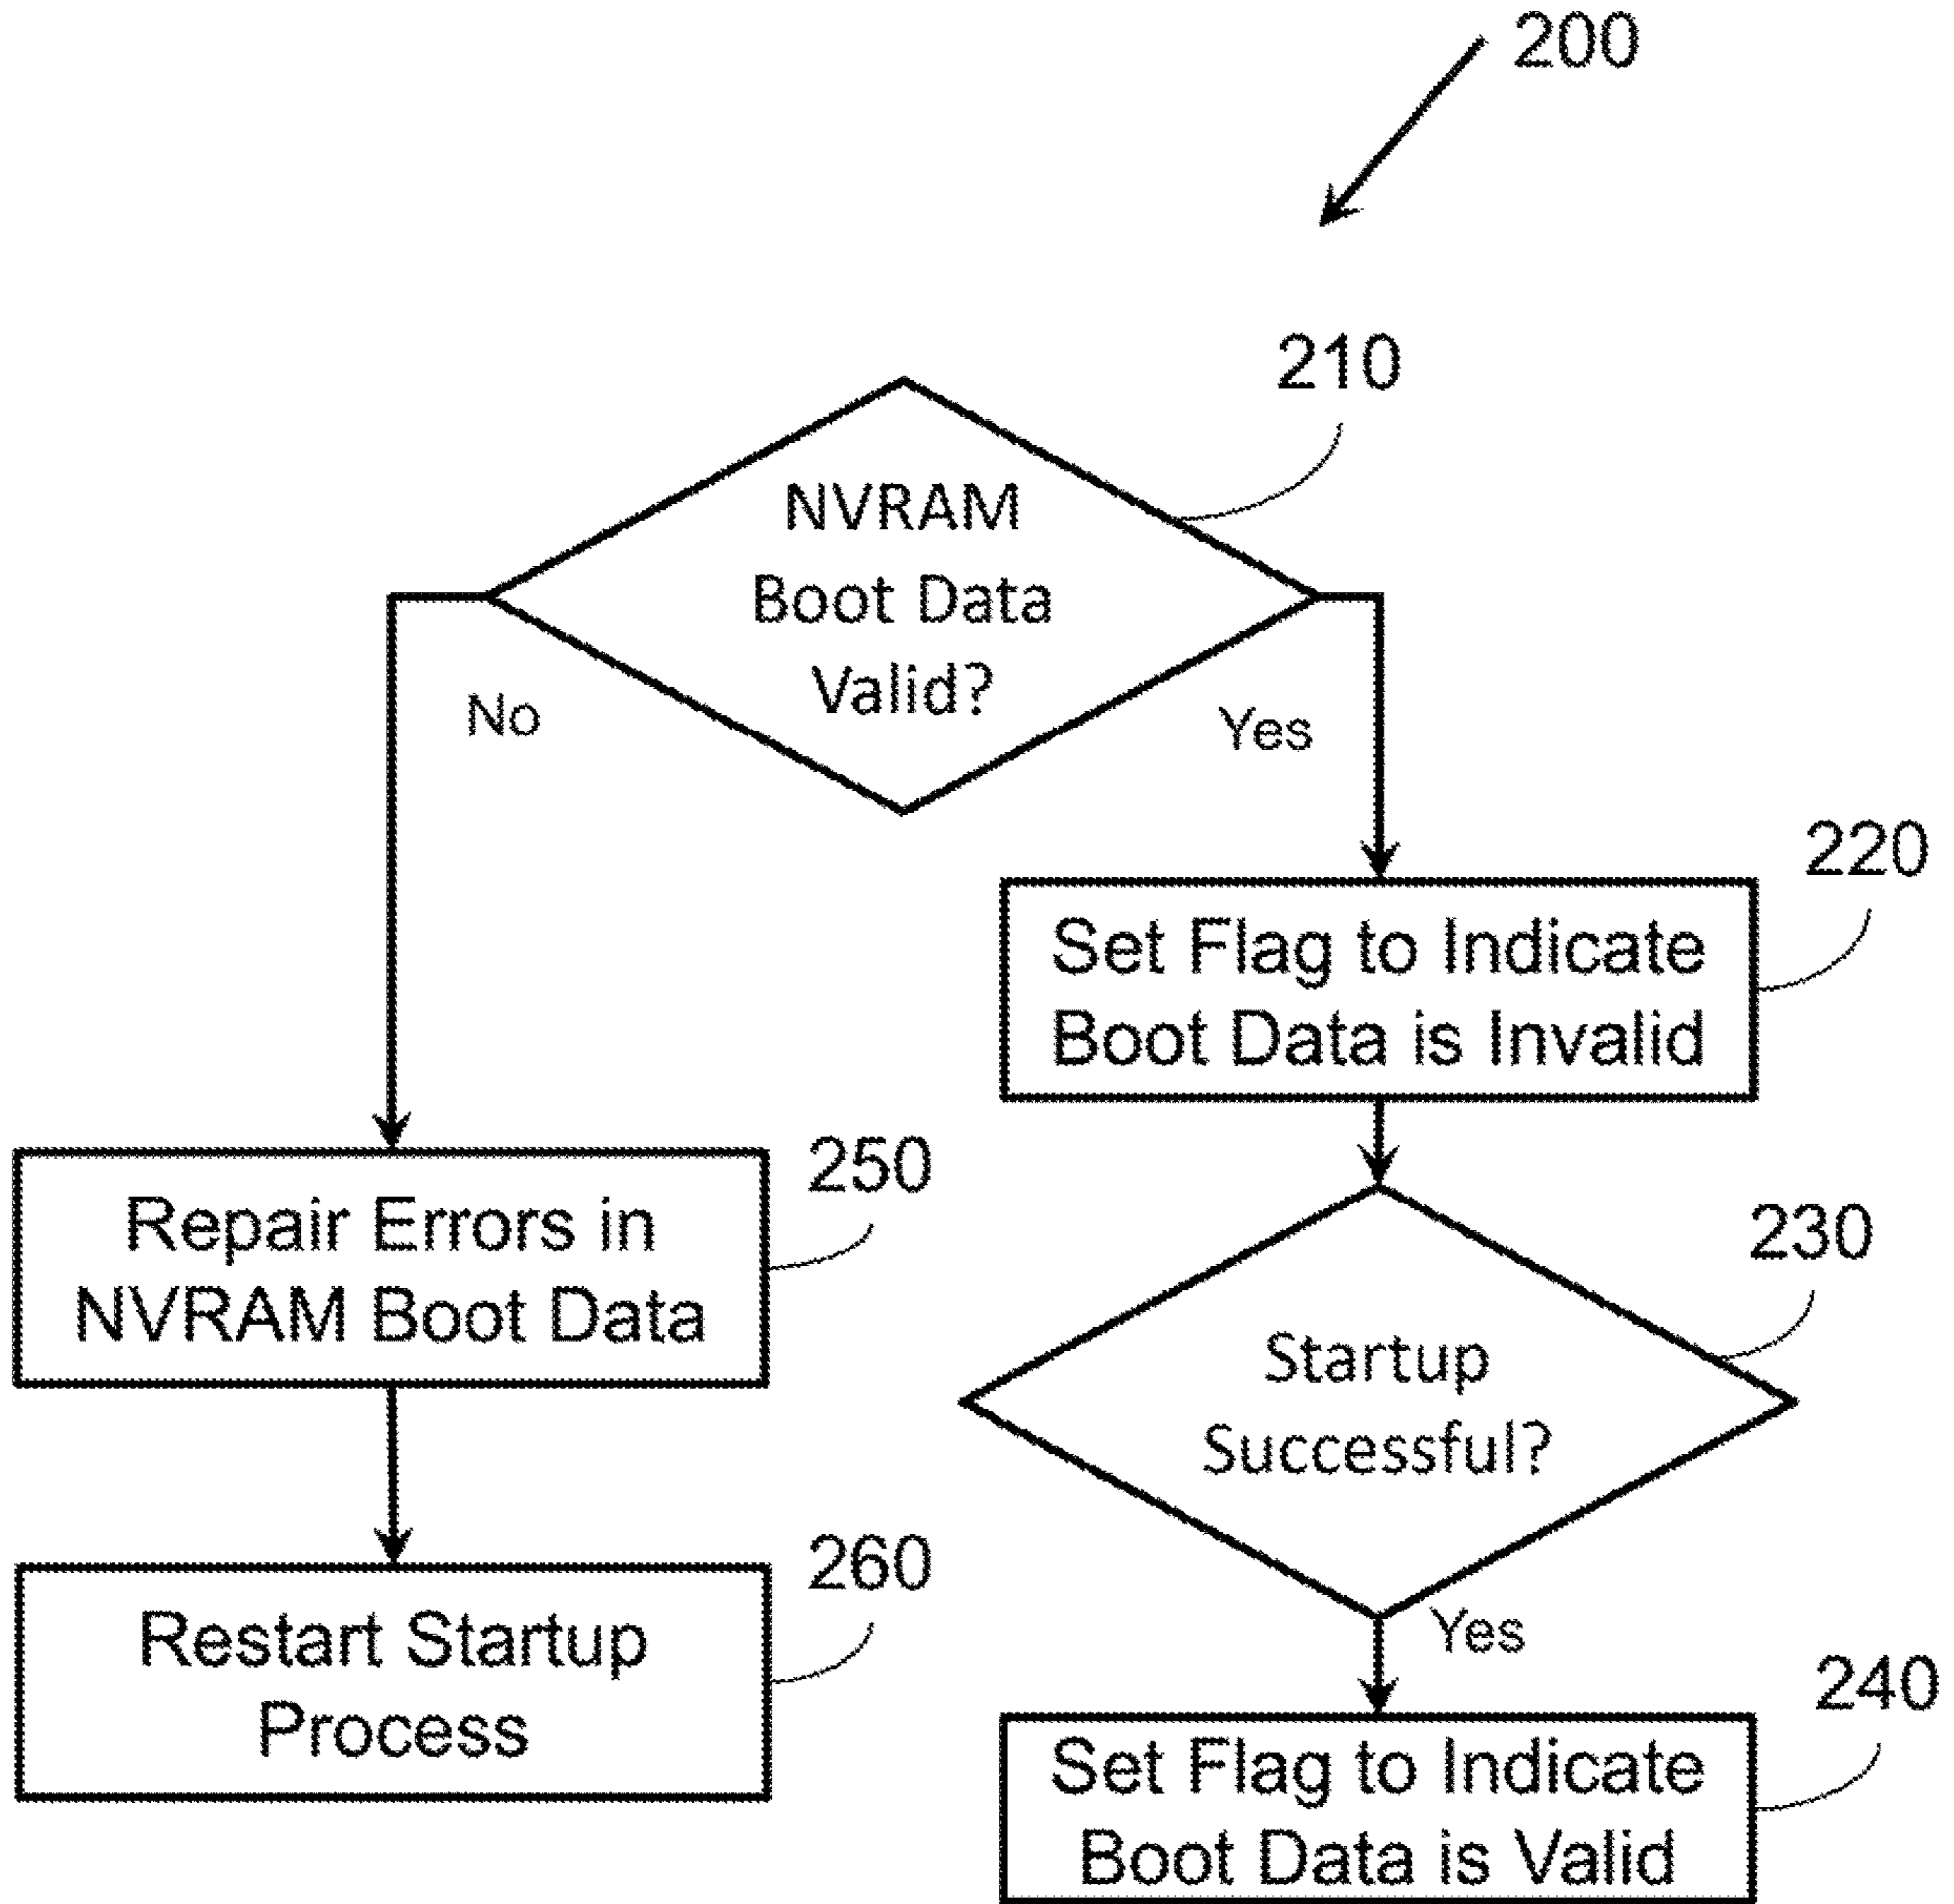 200
210
NVRAM
Boot Data
Valid?
No
Yes
220
Set Flag to Indicate
Boot Data is Invalid
250
Repair Errors in
NVRAM Boot Data
230
Startup
Successful?
260
Restart Startup
Process
Yes
240
Set Flag to Indicate
Boot Data is Valid